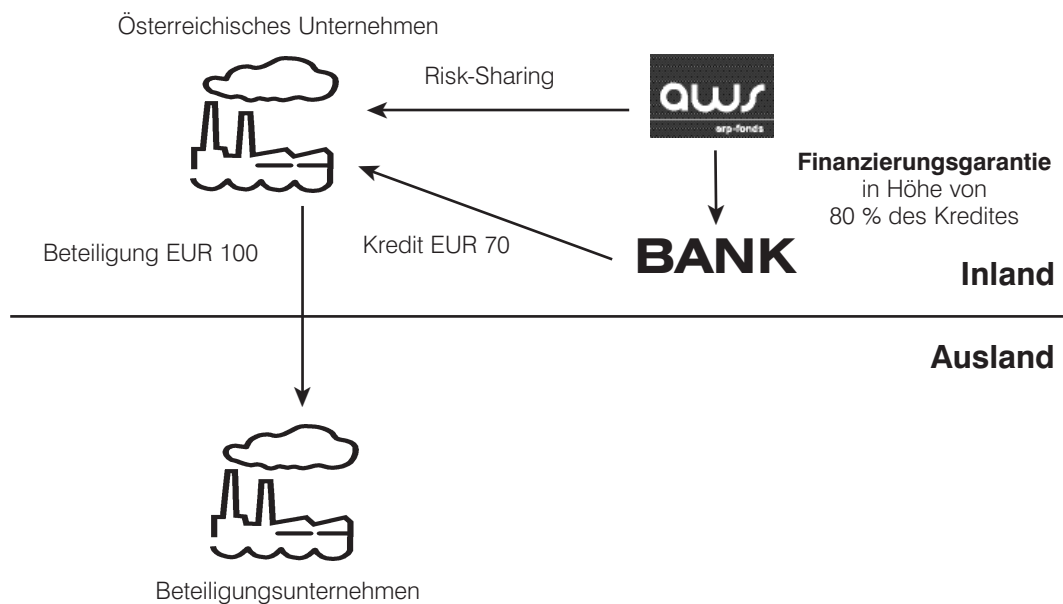 Österreichisches Unternehmen
Risk-Sharing
aws
erp-fonds
Finanzierungsgarantie
in Höhe von
80 % des Kredites
Beteiligung EUR 100
Kredit EUR 70
BANK
Inland
Ausland
Beteiligungsunternehmen